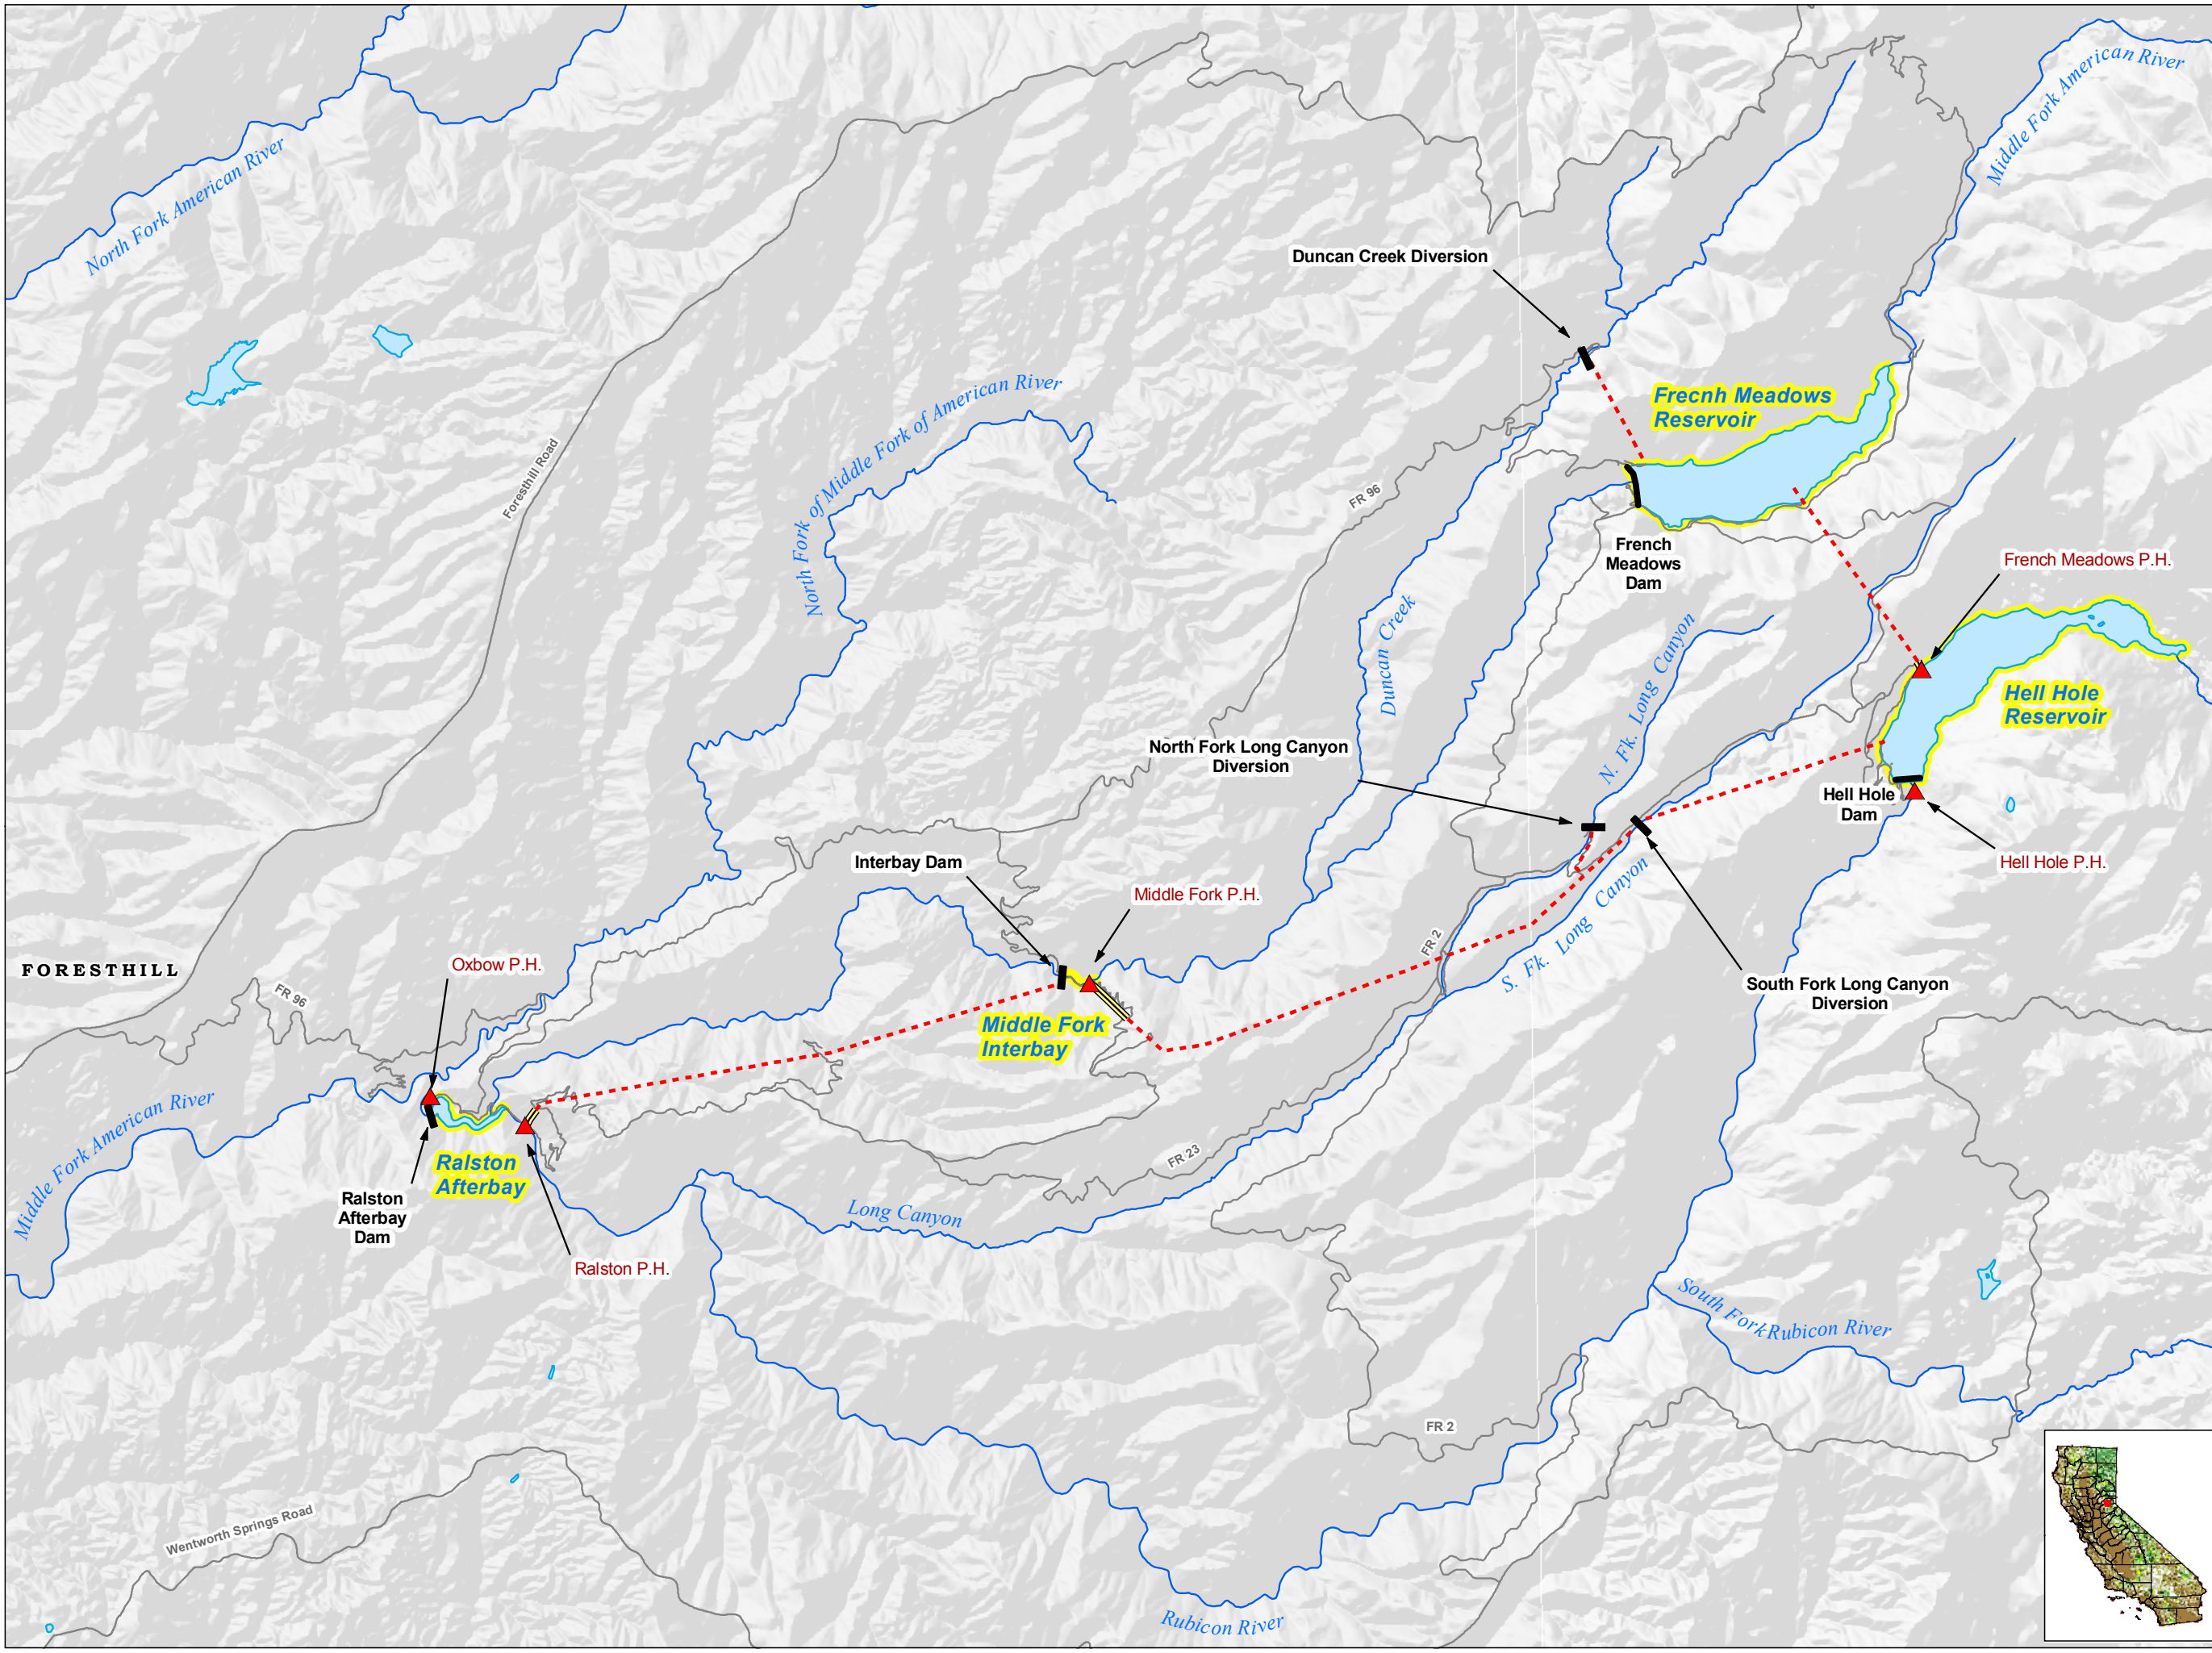 Middle Fork American River
North Fork American River
Duncan Creek Diversion
Frecnh Meadows
Reservoir
North Fork of Middle Fork of American River
Foresthill Road
FR 96
French
Meadows
Dam
French Meadows P.H.
Duncan Creek
N. Fk. Long Canyon
Hell Hole
Reservoir
North Fork Long Canyon
Diversion
Hell Hole
Dam
Hell Hole P.H.
Interbay Dam
Middle Fork P.H.
FR 2
S. Fk. Long Canyon
FORESTHILL
Oxbow P.H.
FR 96
South Fork Long Canyon
Diversion
Middle Fork
Interbay
Middle Fork American River
Ralston
Afterbay
Ralston
Afterbay
Dam
FR 23
Long Canyon
Ralston P.H.
South Fork Rubicon River
FR 2
Wentworth Springs Road
Rubicon River